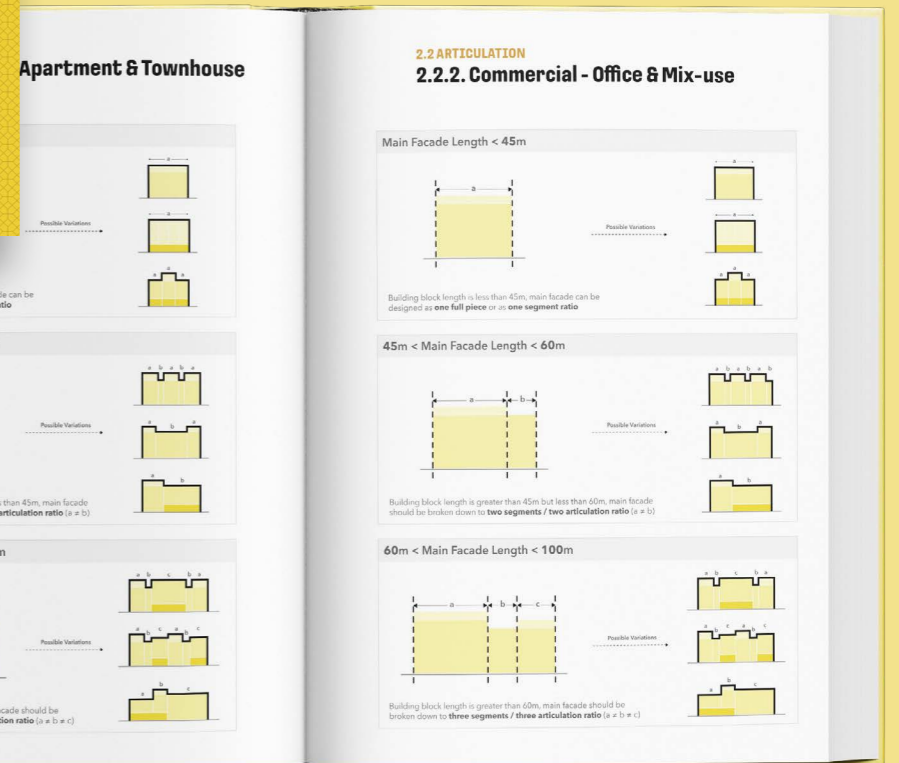 Apartment & Townhouse
a
Possible Variations
a
a
a a
can be
a b a b a
Possible Variations
a b a
a b
than 45m, main facade
articulation ratio (a ≠ b)
m
a b c b a
Possible Variations
a b c a b c
a b c
should be
ratio (a ≠ b ≠ c)
2.2 ARTICULATION
2.2.2. Commercial - Office & Mix-use
Main Facade Length < 45m
a
a
Possible Variations
a
a
a a
Building block length is less than 45m, main facade can be
designed as one full piece or as one segment ratio
45m < Main Facade Length < 60m
a b a b a b
a b
Possible Variations
a b a
a b
Building block length is greater than 45m but less than 60m, main facade
should be broken down to two segments / two articulation ratio (a ≠ b)
60m < Main Facade Length < 100m
a b c b a
a b c
Possible Variations
a b c a b c
a b c
Building block length is greater than 60m, main facade should be
broken down to three segments / three articulation ratio (a ≠ b ≠ c)